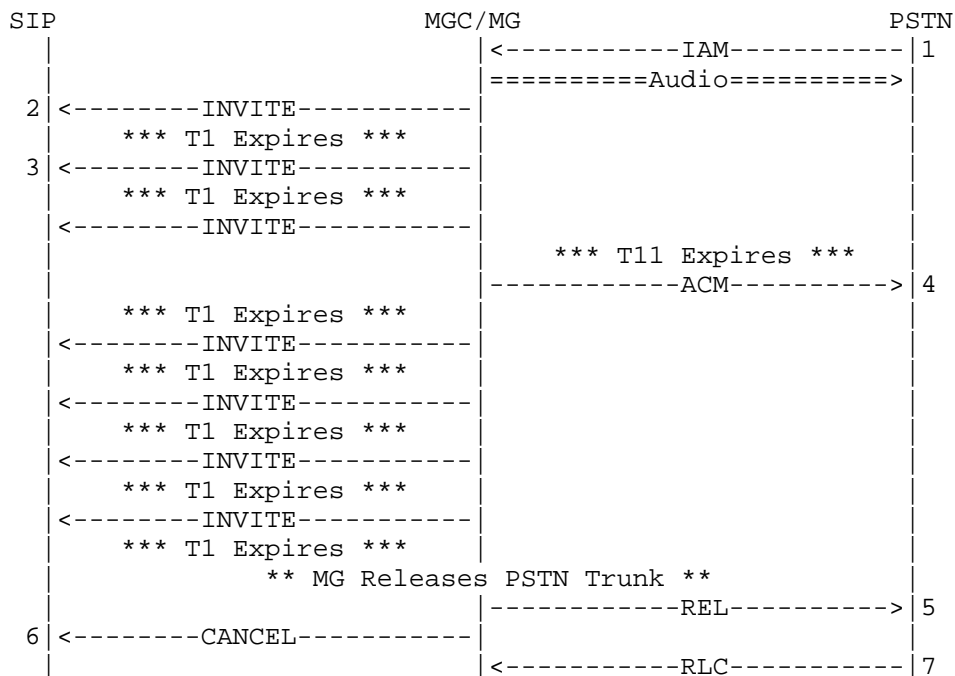 SIP                       MGC/MG                       PSTN
  |                          |<-----------IAM-----------|1
  |                          |==========Audio==========>|
 2|<--------INVITE-----------|                          |
  |    *** T1 Expires ***    |                          |
 3|<--------INVITE-----------|                          |
  |    *** T1 Expires ***    |                          |
  |<--------INVITE-----------|                          |
  |                          |    *** T11 Expires ***   |
  |                          |------------ACM---------->|4
  |    *** T1 Expires ***    |                          |
  |<--------INVITE-----------|                          |
  |    *** T1 Expires ***    |                          |
  |<--------INVITE-----------|                          |
  |    *** T1 Expires ***    |                          |
  |<--------INVITE-----------|                          |
  |    *** T1 Expires ***    |                          |
  |<--------INVITE-----------|                          |
  |    *** T1 Expires ***    |                          |
  |             ** MG Releases PSTN Trunk **            |
  |                          |------------REL---------->|5
 6|<--------CANCEL-----------|                          |
  |                          |<-----------RLC-----------|7